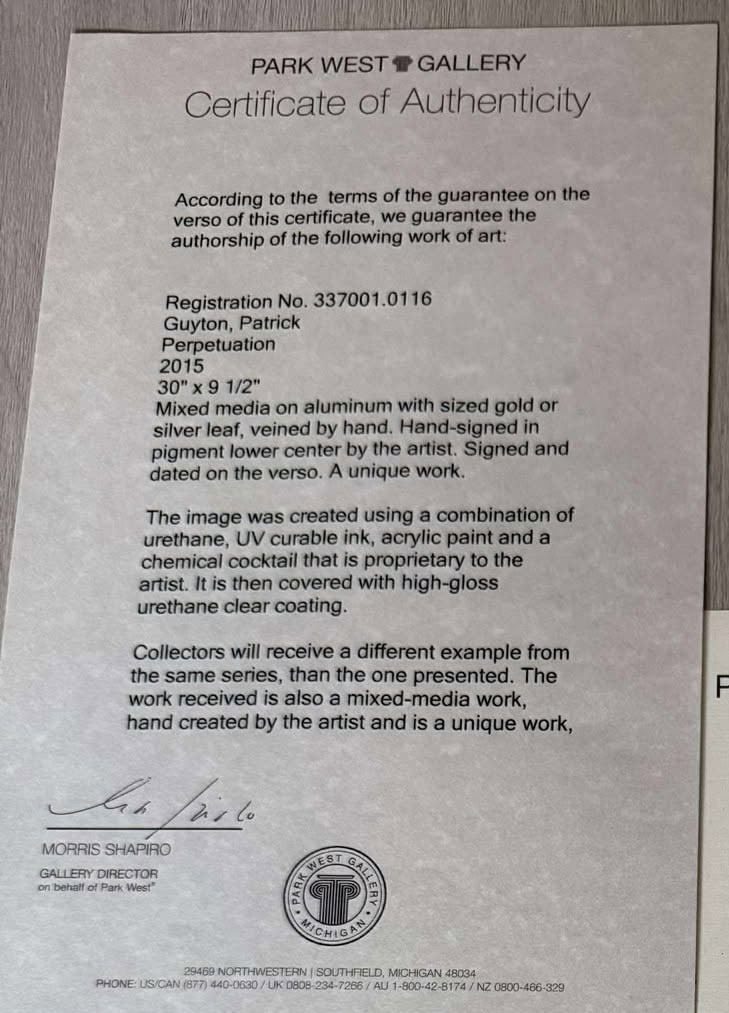 PARK WEST GALLERY
Certificate of Authenticity
According to the terms of the guarantee on the
verso of this certificate, we guarantee the
authorship of the following work of art:
Registration No. 337001.0116
Guyton, Patrick
Perpetuation
2015
30" x 9 1/2"
Mixed media on aluminum with sized gold or
silver leaf, veined by hand. Hand-signed in
pigment lower center by the artist. Signed and
dated on the verso. A unique work.
The image was created using a combination of
urethane, UV curable ink, acrylic paint and a
chemical cocktail that is proprietary to the
artist. It is then covered with high-gloss
urethane clear coating.
Collectors will receive a different example from
the same series, than the one presented. The
work received is also a mixed-media work,
hand created by the artist and is a unique work,
MORRIS SHAPIRO
GALLERY DIRECTOR
on behalf of Park West®
PARK WEST GALLERY
• MICHIGAN •
29469 NORTHWESTERN | SOUTHFIELD, MICHIGAN 48034
PHONE: US/CAN (877) 440-0630 / UK 0808-234-7266 / AU 1-800-42-8174 / NZ 0800-466-329